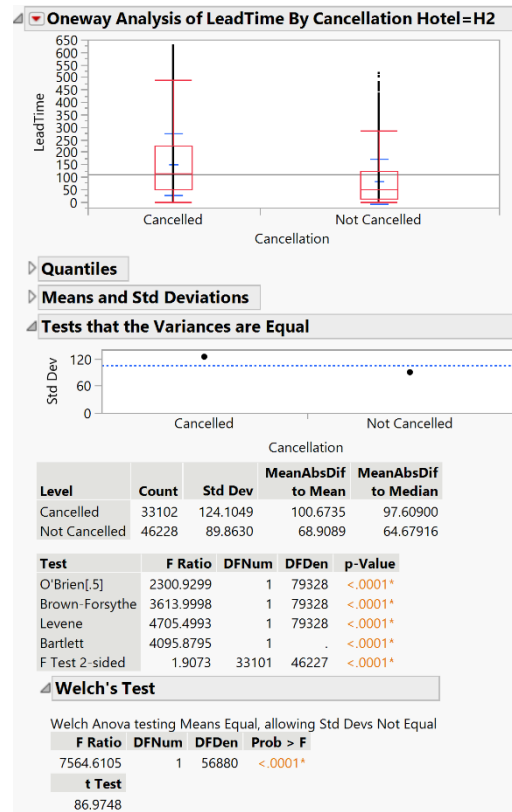 Oneway Analysis of LeadTime By Cancellation Hotel=H2
650
600
550
500
450
400
350
300
250
200
150
100
50
0
LeadTime
Cancelled Not Cancelled
Cancellation
Quantiles
Means and Std Deviations
Tests that the Variances are Equal
120
60
0
Std Dev
Cancelled Not Cancelled
Cancellation
MeanAbsDif MeanAbsDif
Level Count Std Dev to Mean to Median
Cancelled 33102 124.1049 100.6735 97.60900
Not Cancelled 46228 89.8630 68.9089 64.67916
Test F Ratio DFNum DFDen p-Value
O'Brien[.5] 2300.9299 1 79328 <.0001*
Brown-Forsythe 3613.9998 1 79328 <.0001*
Levene 4705.4993 1 79328 <.0001*
Bartlett 4095.8795 1 . <.0001*
F Test 2-sided 1.9073 33101 46227 <.0001*
Welch's Test
Welch Anova testing Means Equal, allowing Std Devs Not Equal
F Ratio DFNum DFDen Prob > F
7564.6105 1 56880 <.0001*
t Test
86.9748